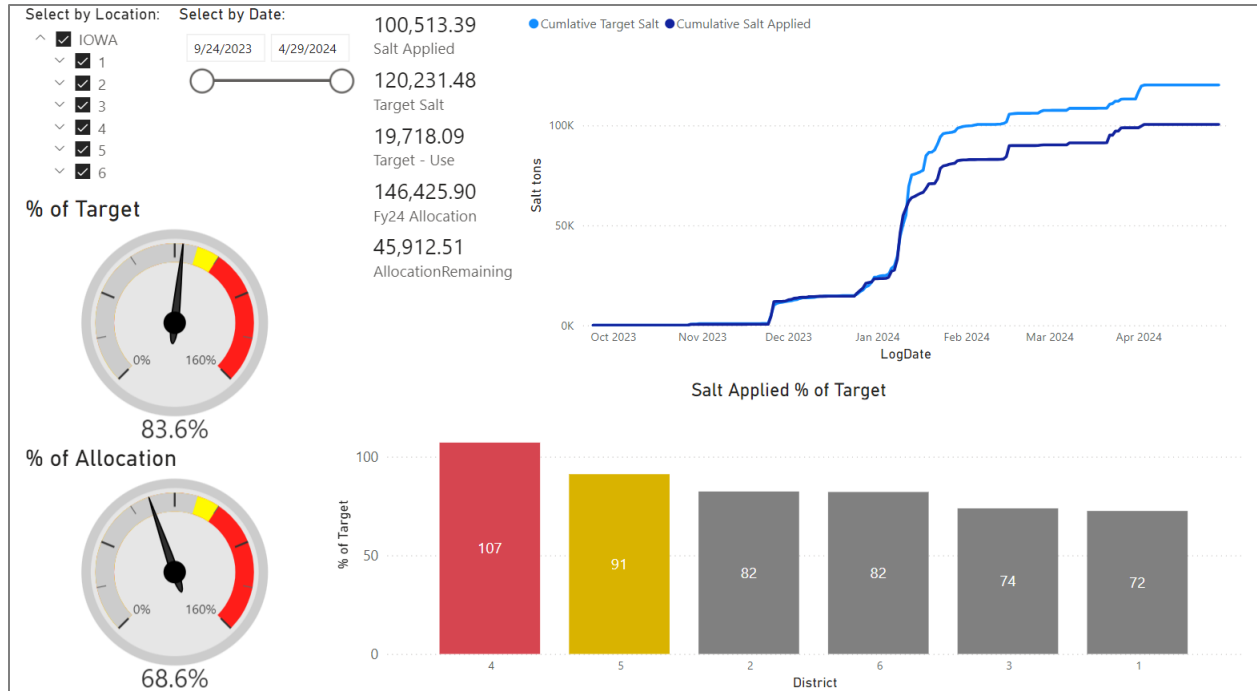 Select by Location:
IOWA
1
2
3
4
5
6
Select by Date:
9/24/2023
4/29/2024
100,513.39
Salt Applied
120,231.48
Target Salt
19,718.09
Target - Use
146,425.90
Fy24 Allocation
45,912.51
AllocationRemaining
Cumlative Target Salt
Cumulative Salt Applied
Salt tons
100K
50K
0K
Oct 2023 Nov 2023 Dec 2023 Jan 2024 Feb 2024 Mar 2024 Apr 2024
LogDate
% of Target
0% 160%
83.6%
% of Allocation
0% 160%
68.6%
Salt Applied % of Target
% of Target
100
50
0
107 91 82 82 74 72
4 5 2 6 3 1
District